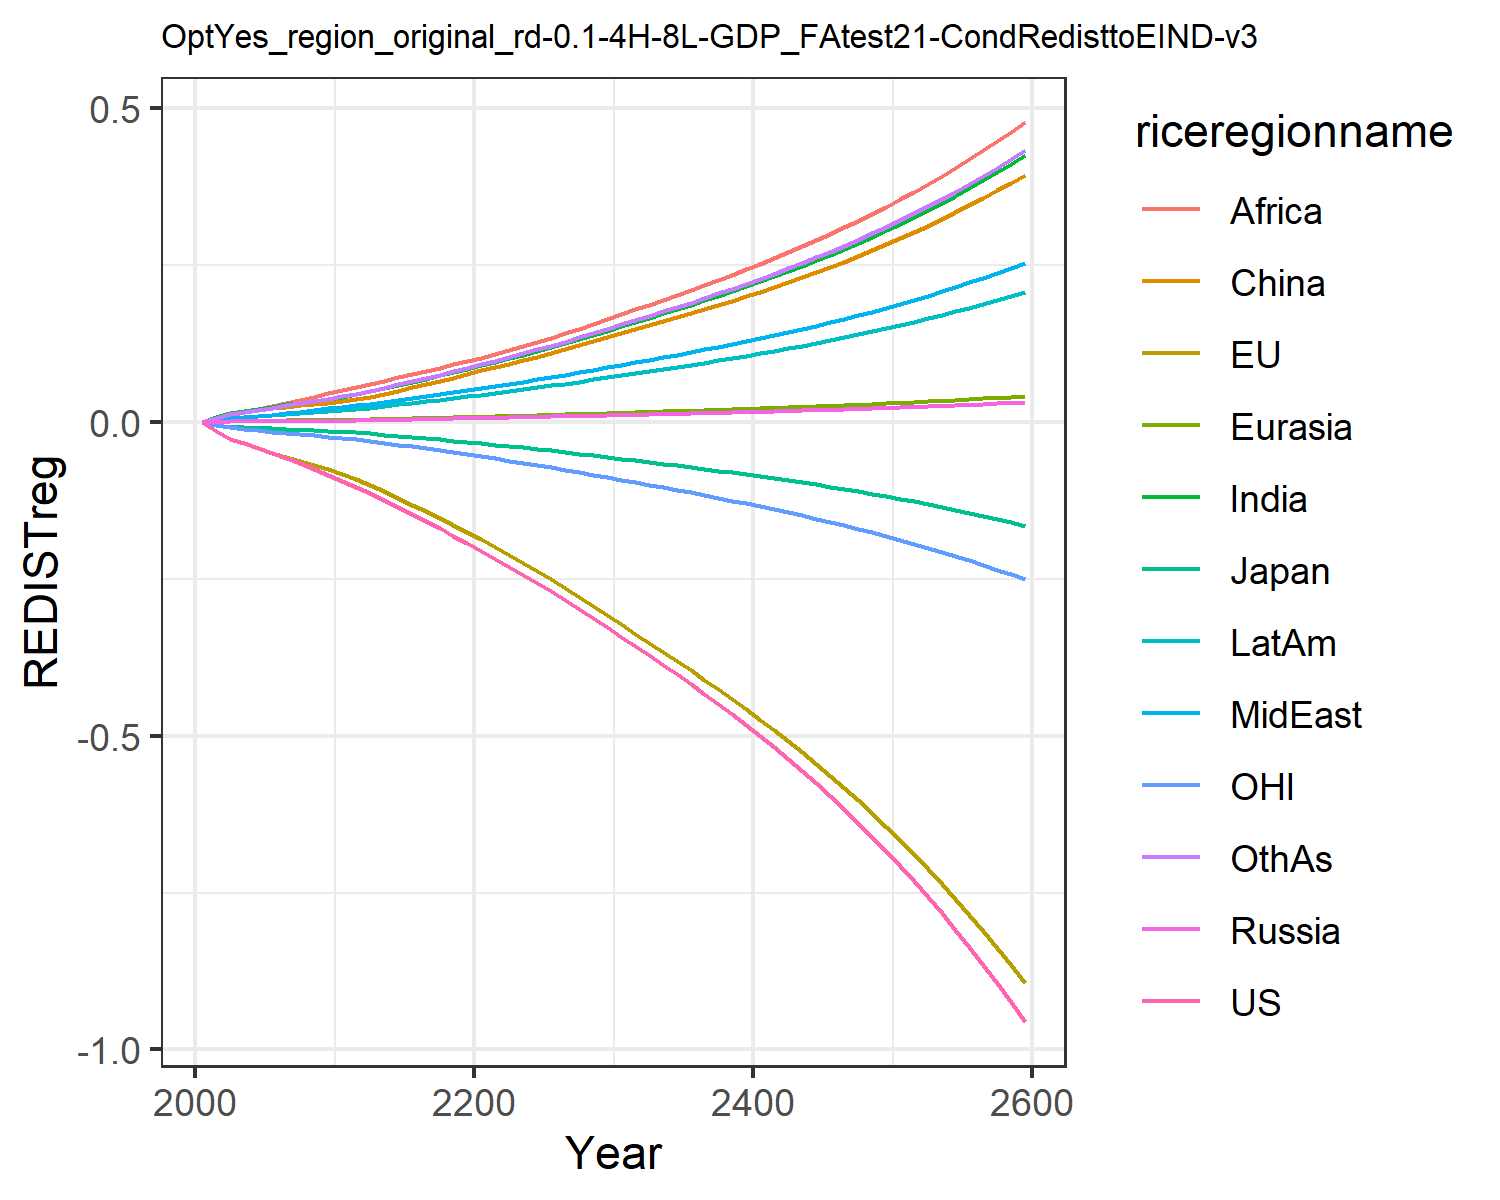 OptYes_region_original_rd-0.1-4H-8L-GDP_FAtest21-CondRedisttoEIND-v3
0.5
0.0
-0.5
-1.0
REDISTreg
2000 2200 2400 2600
Year
riceregionname
Africa
China
EU
Eurasia
India
Japan
LatAm
MidEast
OHI
OthAs
Russia
US